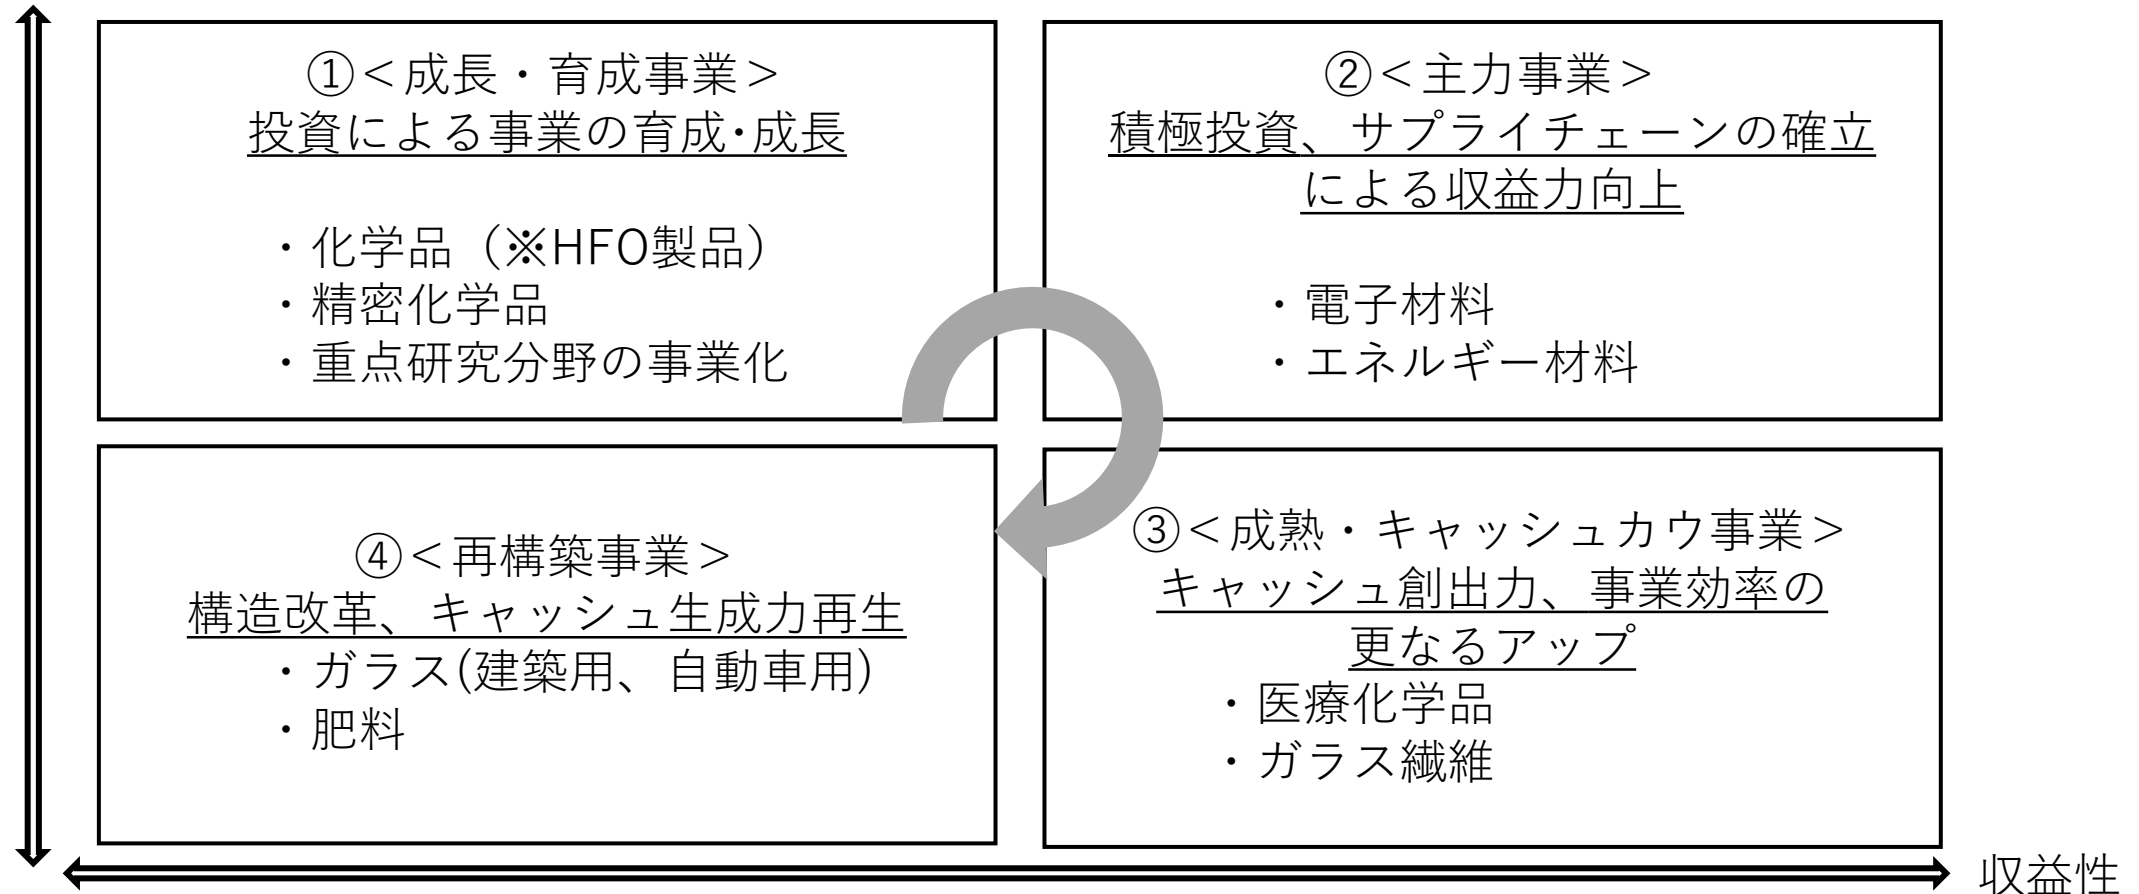 ①＜成長・育成事業＞
投資による事業の育成･成長
・化学品（※HFO製品）
・精密化学品
・重点研究分野の事業化
②＜主力事業＞
積極投資、サプライチェーンの確立
による収益力向上
・電子材料
・エネルギー材料
③＜成熟・キャッシュカウ事業＞
キャッシュ創出力、事業効率の
更なるアップ
・医療化学品
・ガラス繊維
④＜再構築事業＞
構造改革、キャッシュ生成力再生
・ガラス(建築用、自動車用)
・肥料
収益性